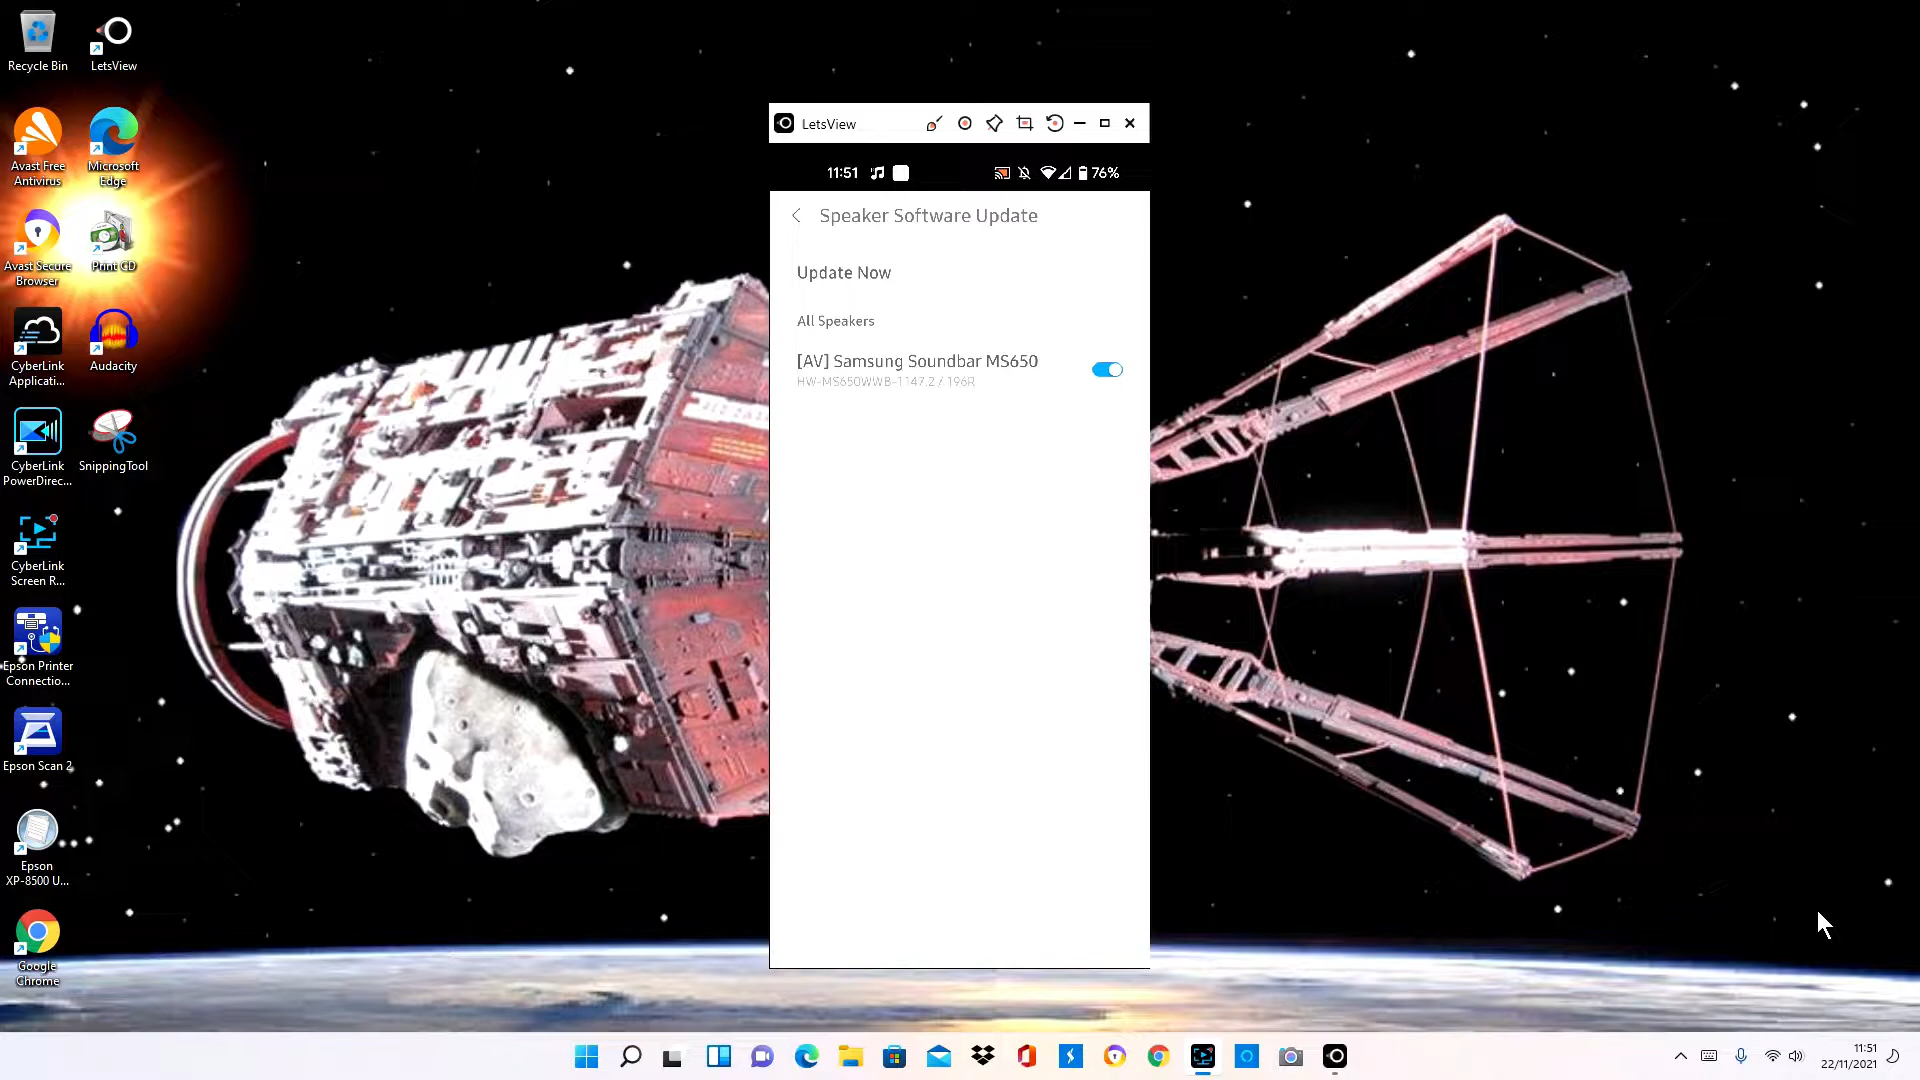 Recycle Bin
LetsView
Avast Free
Antivirus
Microsoft
Edge
Avast Secure
Browser
Print CD
CyberLink
Applicati...
Audacity
CyberLink
PowerDirec...
SnippingTool
CyberLink
Screen R...
Epson Printer
Connectio...
Epson Scan 2
Epson
XP-8500 U...
Google
Chrome
LetsView
11:51
76%
Speaker Software Update
Update Now
All Speakers
[AV] Samsung Soundbar MS650
HW-MS650WWB-1147.2 / 196R
11:51
22/11/2021